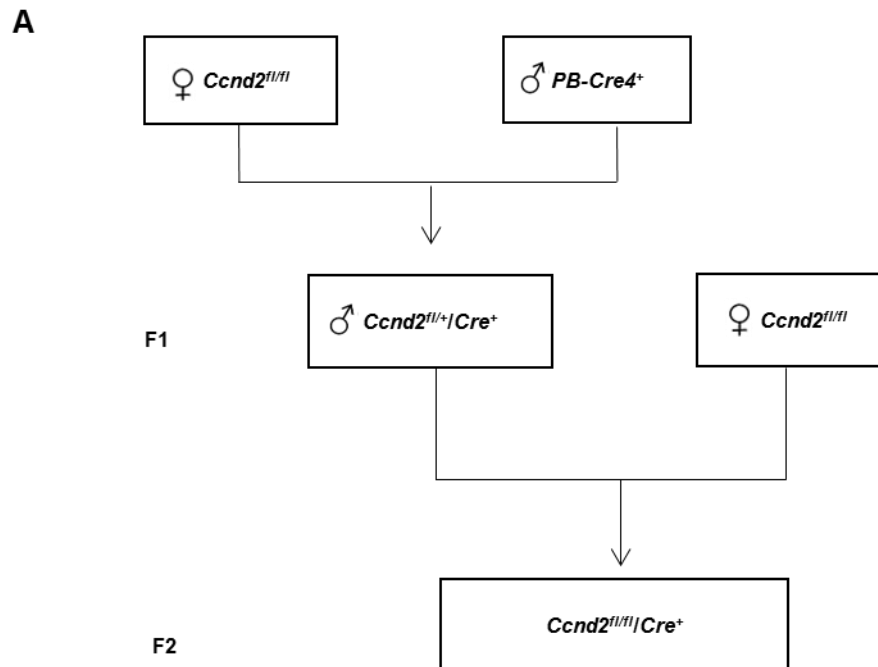 A
♀ Ccnd2fl/fl
♂ PB-Cre4+
F1
♂ Ccnd2fl/+/Cre+
♀ Ccnd2fl/fl
F2
Ccnd2fl/fl/Cre+